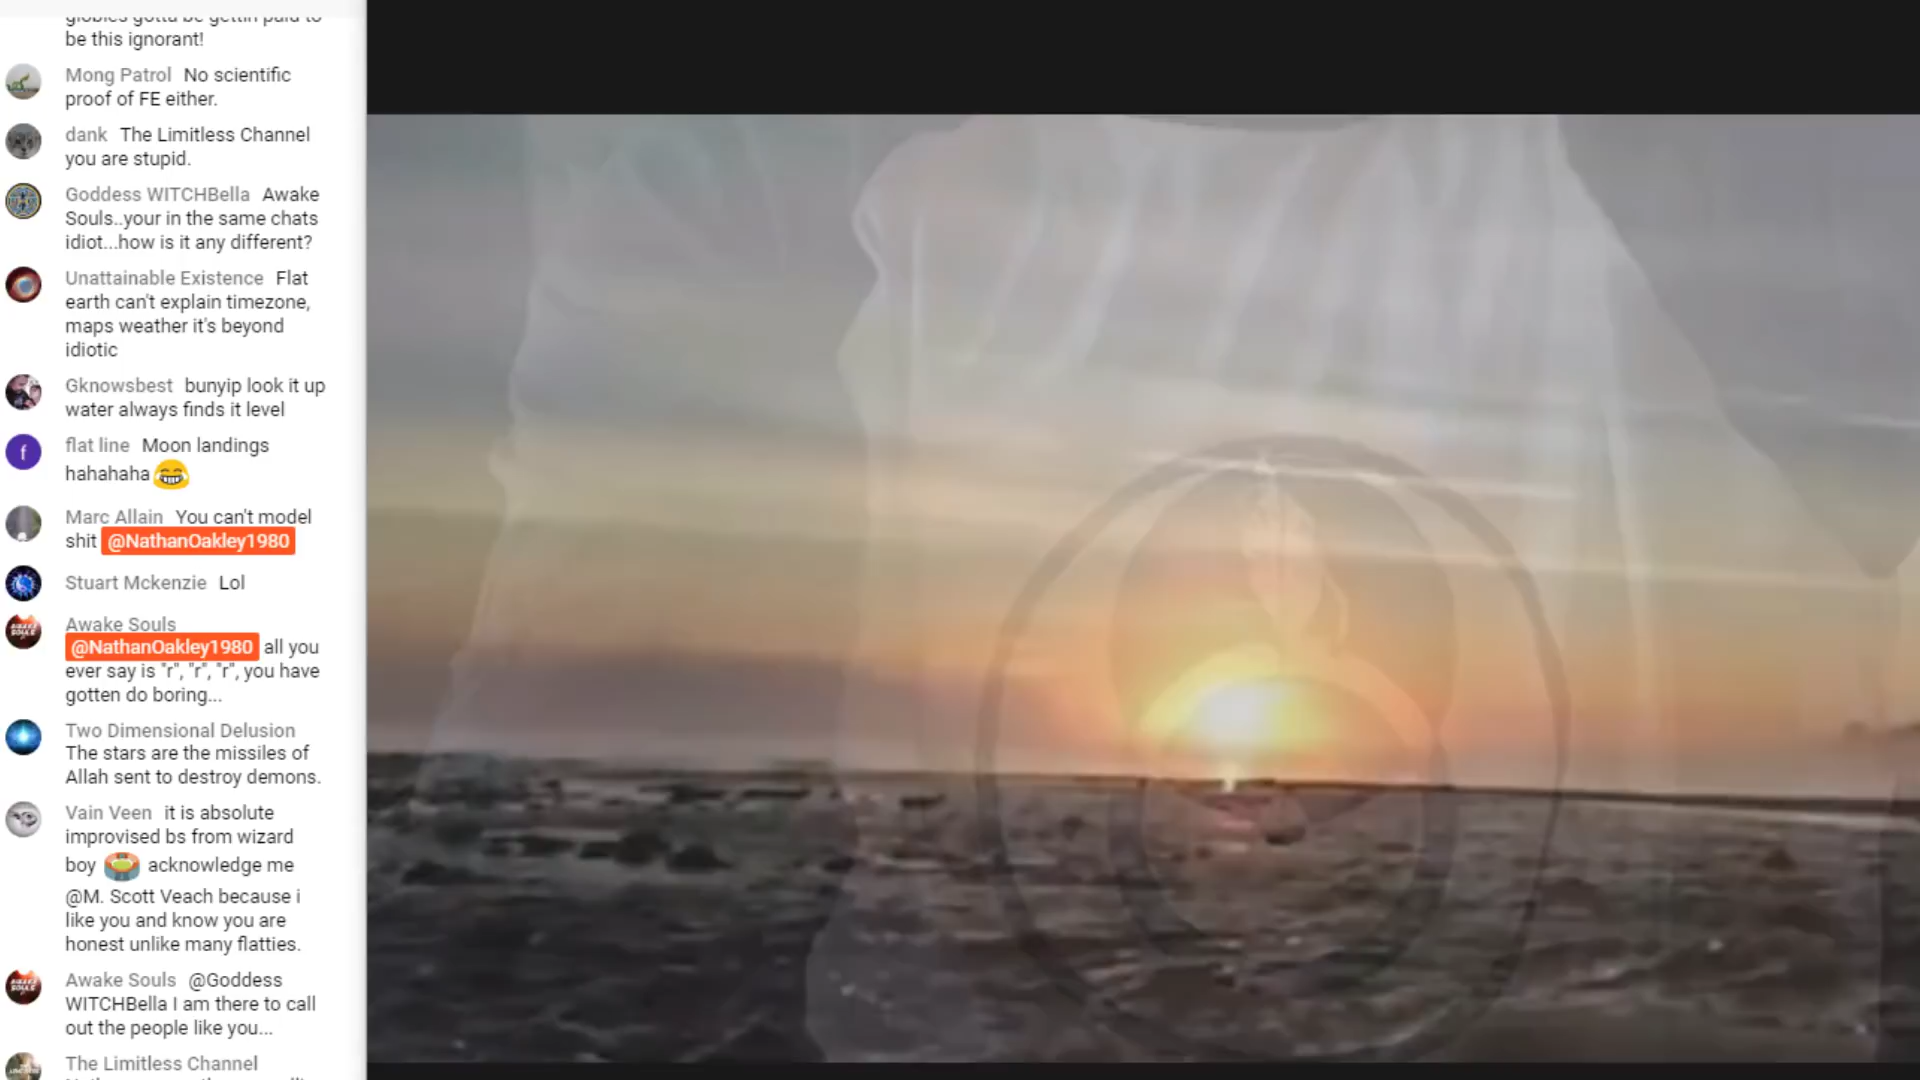 globies gotta be gettin paid to
be this ignorant!
Mong Patrol No scientific
proof of FE either.
dank The Limitless Channel
you are stupid.
Goddess WITCHBella Awake
Souls..your in the same chats
idiot...how is it any different?
Unattainable Existence Flat
earth can't explain timezone,
maps weather it's beyond
idiotic
Gknowsbest bunyip look it up
water always finds it level
f
flat line Moon landings
hahahaha
Marc Allain You can't model
shit @NathanOakley1980
Stuart Mckenzie Lol
Awake Souls
@NathanOakley1980 all you
ever say is "r", "r", "r", you have
gotten do boring...
Two Dimensional Delusion
The stars are the missiles of
Allah sent to destroy demons.
Vain Veen it is absolute
improvised bs from wizard
boy acknowledge me
@M. Scott Veach because i
like you and know you are
honest unlike many flatties.
Awake Souls @Goddess
WITCHBella I am there to call
out the people like you...
The Limitless Channel